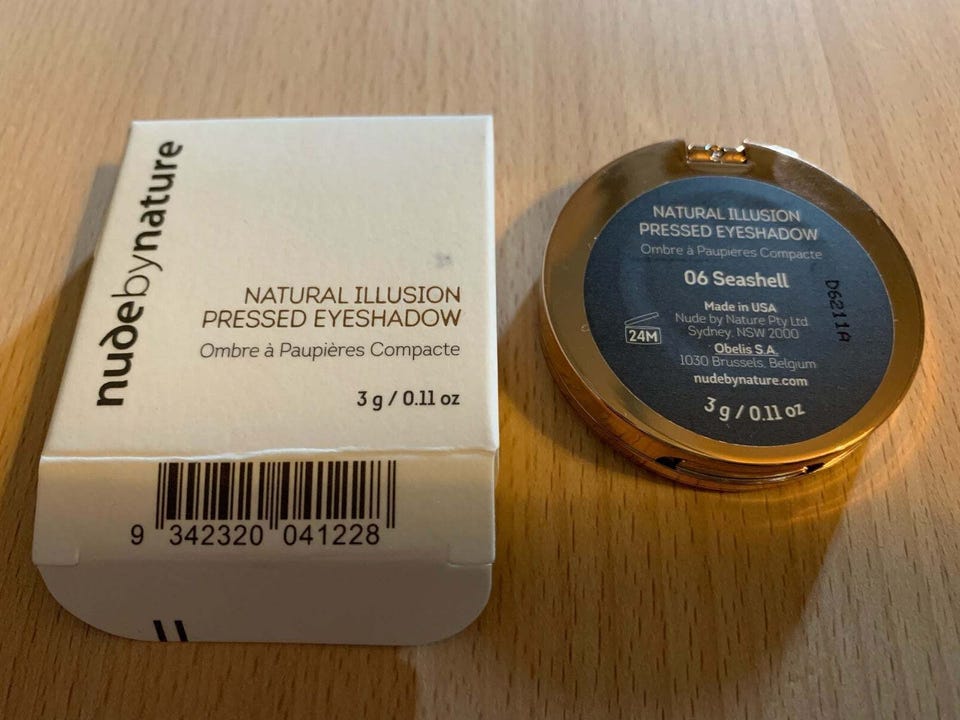 nudebynature
NATURAL ILLUSION
PRESSED EYESHADOW
Ombre à Paupières Compacte
3 g / 0.11 oz
9 342320 041228
NATURAL ILLUSION
PRESSED EYESHADOW
Ombre à Paupières Compacte
06 Seashell
Made in USA
Nude by Nature Pty Ltd
Sydney, NSW 2000
Obelis S.A.
1030 Brussels, Belgium
nudebynature.com
3 g / 0.11 oz
24M
D6211A